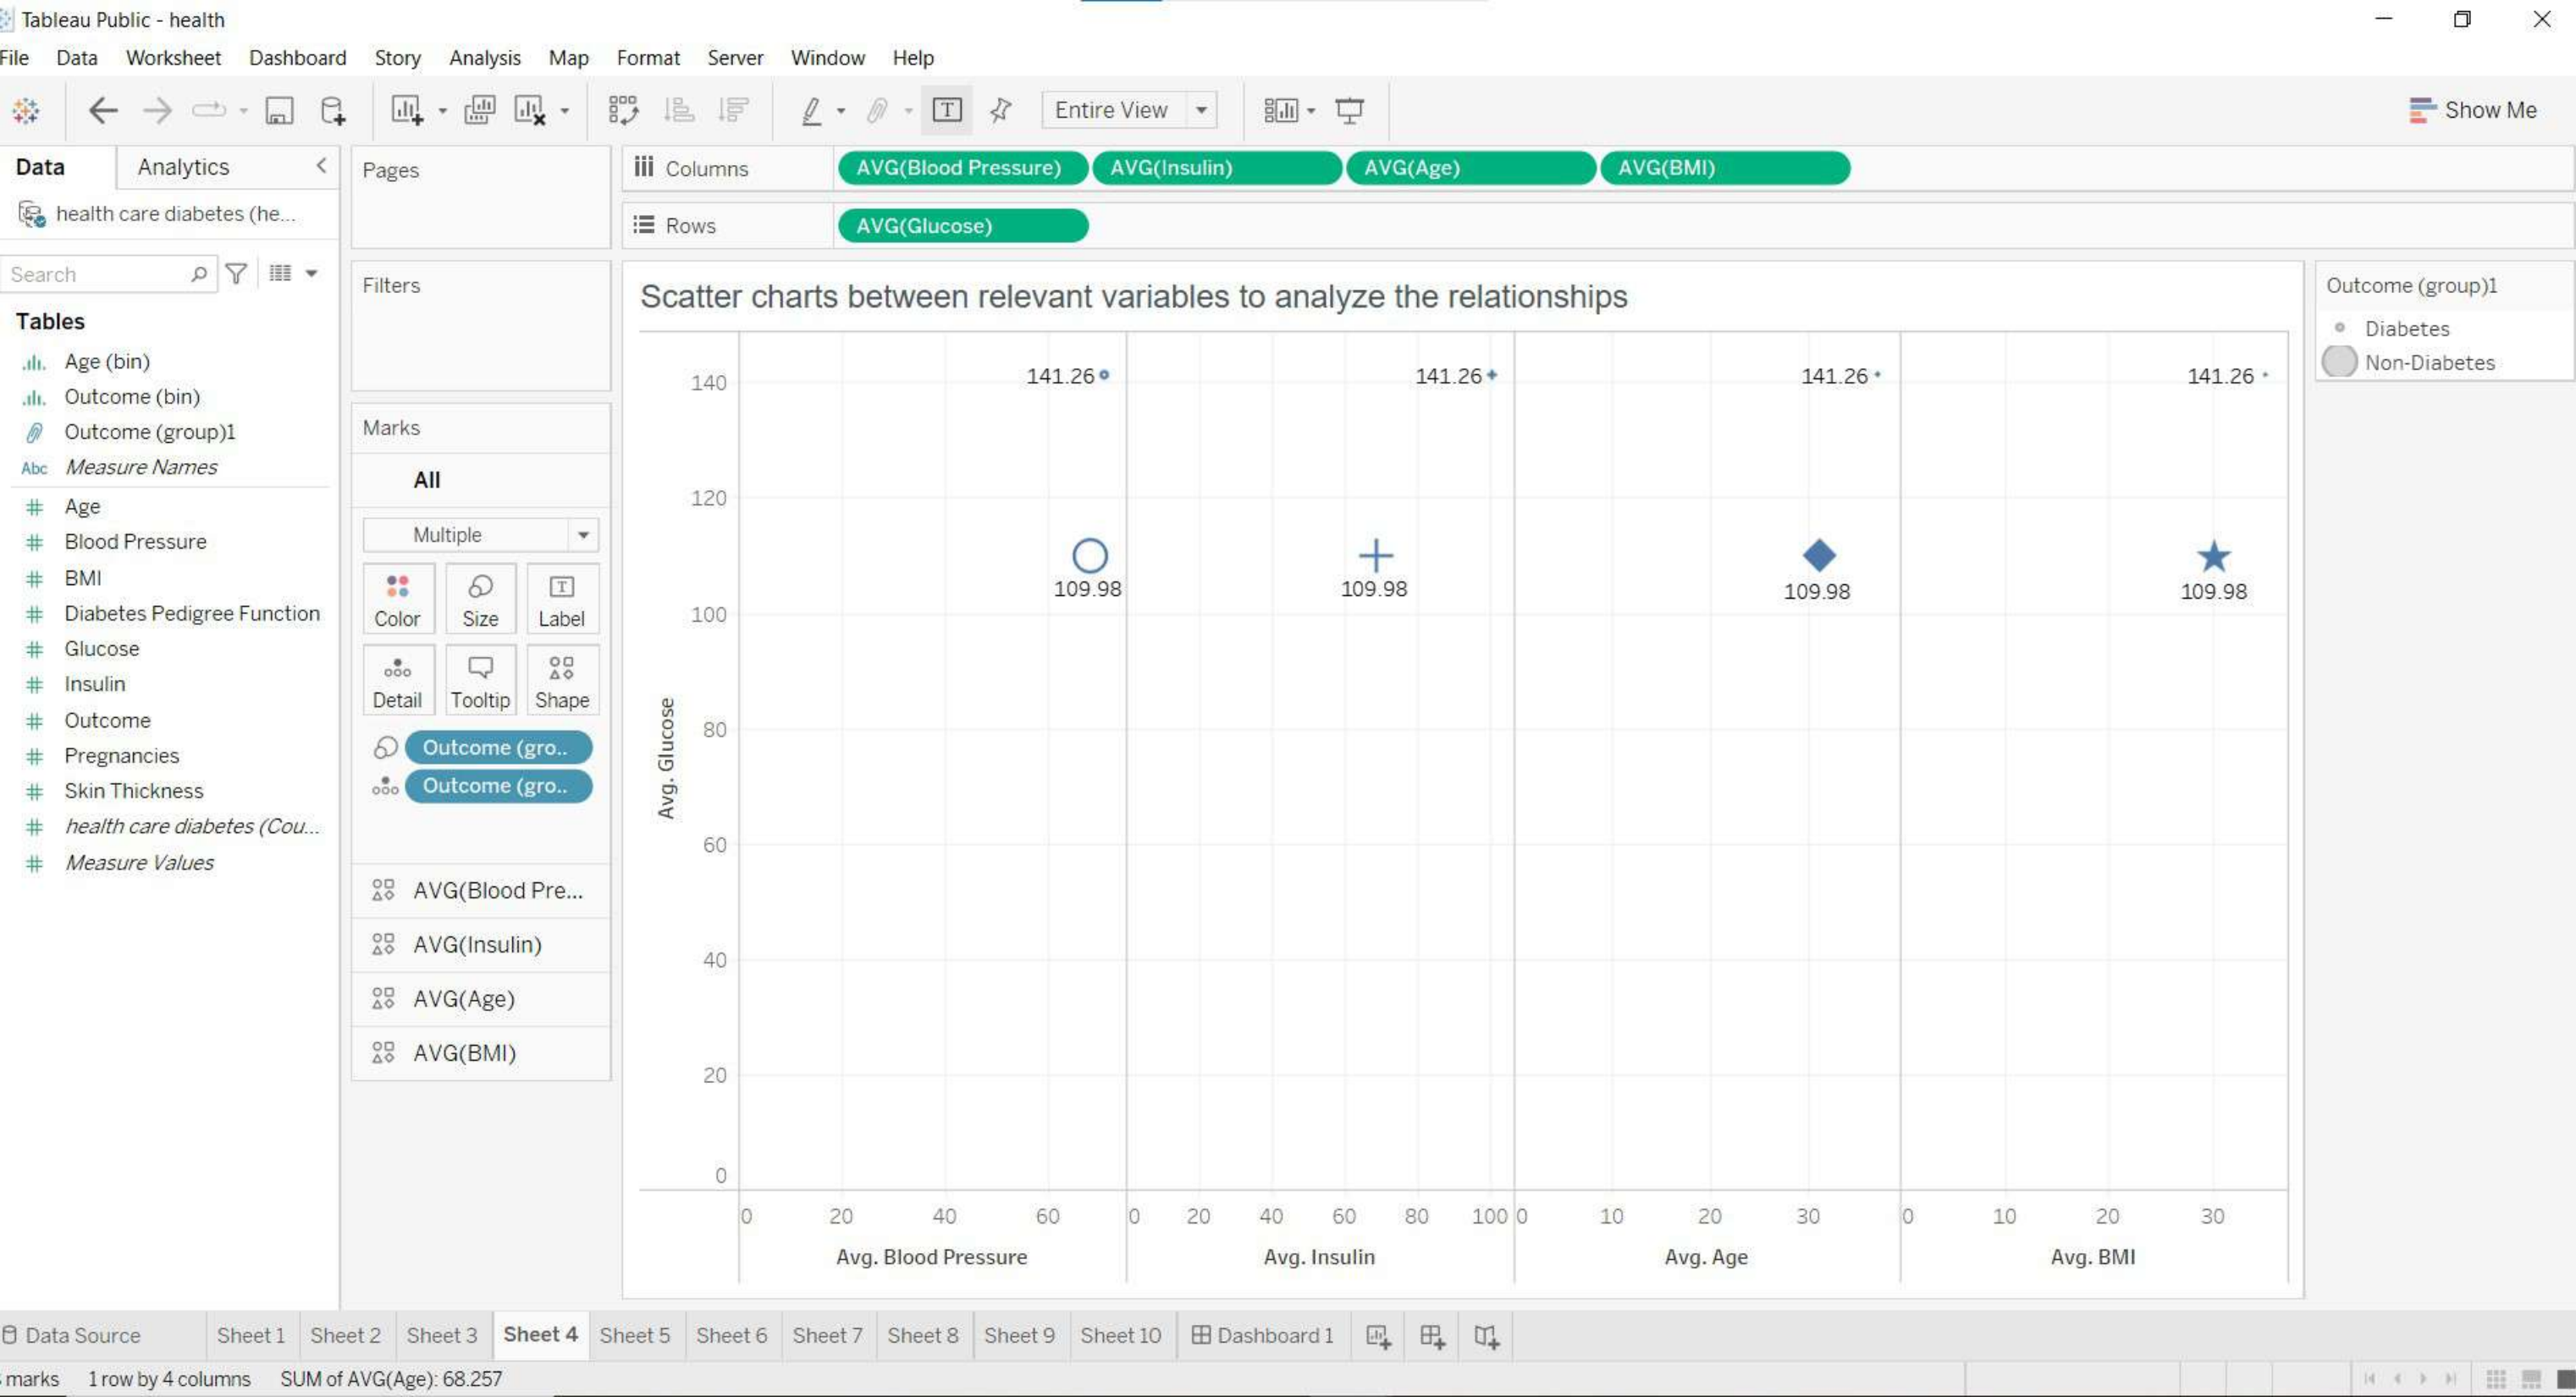 Tableau Public - health
File Data Worksheet Dashboard Story Analysis Map Format Server Window Help
Entire View
Show Me
Data Analytics
health care diabetes (he...
Search
Tables
Age (bin)
Outcome (bin)
Outcome (group)1
Abc Measure Names
Age
Blood Pressure
BMI
Diabetes Pedigree Function
Glucose
Insulin
Outcome
Pregnancies
Skin Thickness
health care diabetes (Cou...
Measure Values
Pages
Filters
Marks
All
Multiple
Color Size Label
Detail Tooltip Shape
Outcome (gro..
Outcome (gro..
AVG(Blood Pre...
AVG(Insulin)
AVG(Age)
AVG(BMI)
Columns AVG(Blood Pressure) AVG(Insulin) AVG(Age) AVG(BMI)
Rows AVG(Glucose)
Scatter charts between relevant variables to analyze the relationships
Avg. Glucose
140
120
100
80
60
40
20
0
141.26 141.26 141.26 141.26
109.98 109.98 109.98 109.98
0 20 40 60 0 20 40 60 80 100 0 10 20 30 0 10 20 30
Avg. Blood Pressure Avg. Insulin Avg. Age Avg. BMI
Outcome (group)1
Diabetes
Non-Diabetes
Data Source Sheet 1 Sheet 2 Sheet 3 Sheet 4 Sheet 5 Sheet 6 Sheet 7 Sheet 8 Sheet 9 Sheet 10 Dashboard 1
marks 1 row by 4 columns SUM of AVG(Age): 68.257